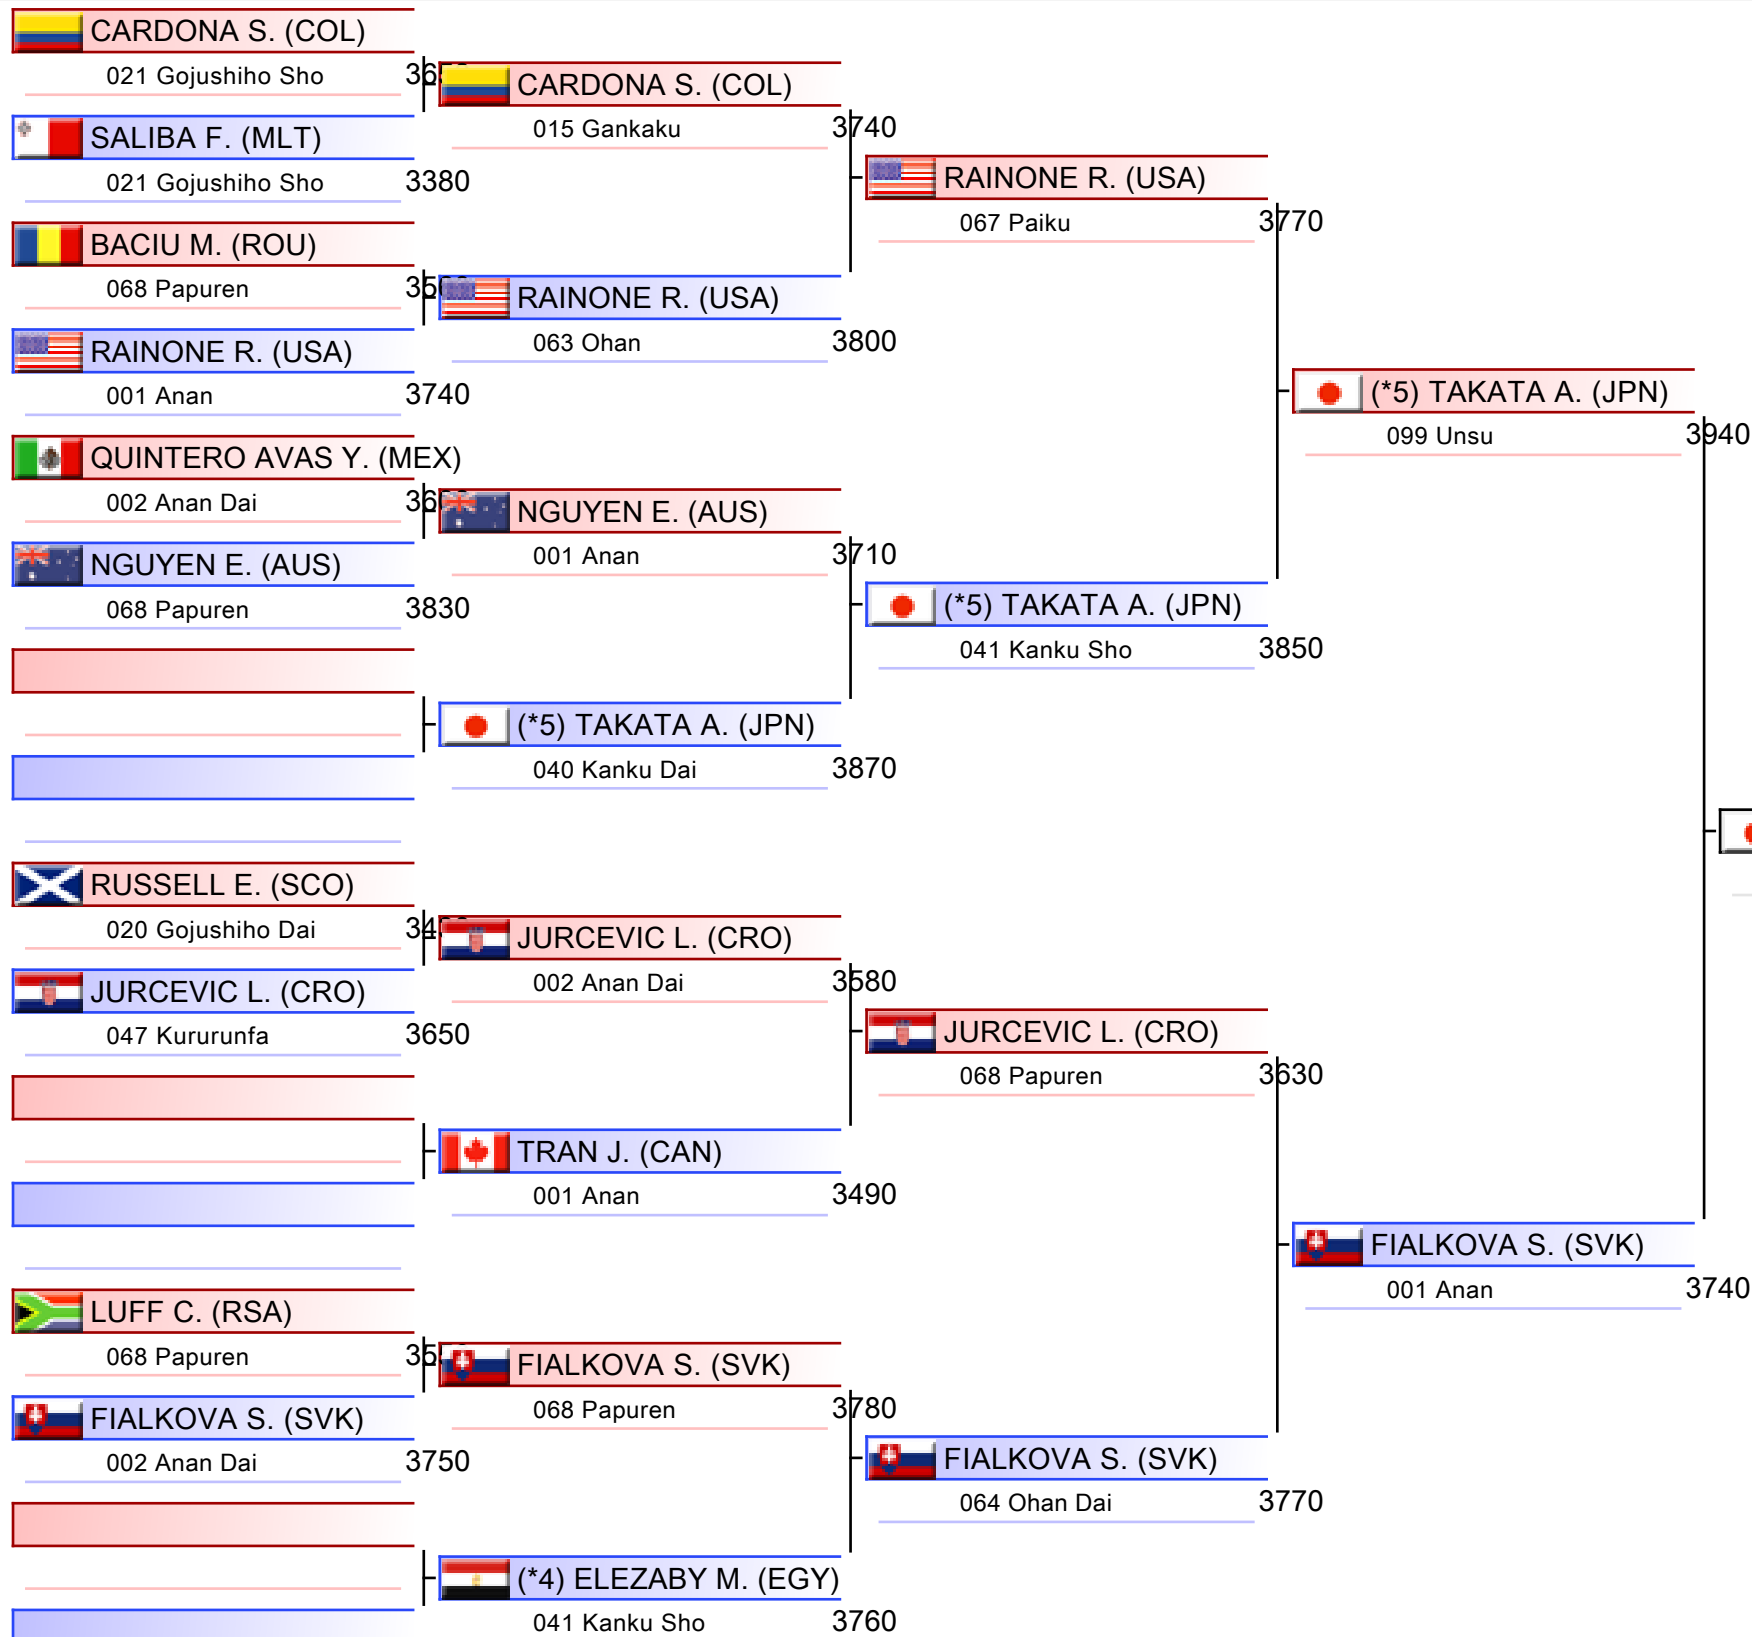 CARDONA S. (COL)
021 Gojushiho Sho
SALIBA F. (MLT)
021 Gojushiho Sho 3380
BACIU M. (ROU)
068 Papuren
RAINONE R. (USA)
001 Anan 3740
QUINTERO AVAS Y. (MEX)
002 Anan Dai
NGUYEN E. (AUS)
068 Papuren 3830
RUSSELL E. (SCO)
020 Gojushiho Dai
JURCEVIC L. (CRO)
047 Kururunfa 3650
LUFF C. (RSA)
068 Papuren
FIALKOVA S. (SVK)
002 Anan Dai 3750
CARDONA S. (COL)
015 Gankaku 3740
RAINONE R. (USA)
063 Ohan 3800
NGUYEN E. (AUS)
001 Anan 3710
(*5) TAKATA A. (JPN)
040 Kanku Dai 3870
JURCEVIC L. (CRO)
002 Anan Dai 3680
TRAN J. (CAN)
001 Anan 3490
FIALKOVA S. (SVK)
068 Papuren 3780
(*4) ELEZABY M. (EGY)
041 Kanku Sho 3760
RAINONE R. (USA)
067 Paiku 3770
(*5) TAKATA A. (JPN)
041 Kanku Sho 3850
JURCEVIC L. (CRO)
068 Papuren 3630
FIALKOVA S. (SVK)
064 Ohan Dai 3770
(*5) TAKATA A. (JPN)
099 Unsu 3940
FIALKOVA S. (SVK)
001 Anan 3740